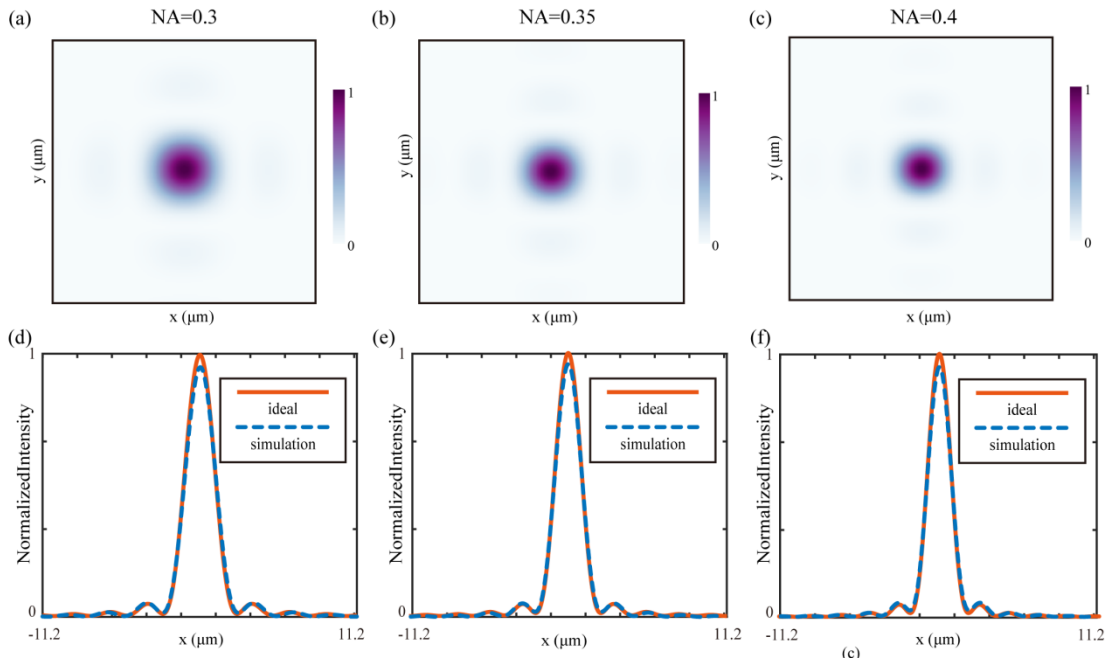 (a) NA=0.3
(b) NA=0.35
(c) NA=0.4
y (μm)
1
0
x (μm)
y (μm)
1
0
x (μm)
y (μm)
1
0
x (μm)
(d)
1
NormalizedIntensity
0
ideal
simulation
-11.2 x (μm) 11.2
(e)
1
NormalizedIntensity
0
ideal
simulation
-11.2 x (μm) 11.2
(f)
1
NormalizedIntensity
0
ideal
simulation
-11.2 x (μm) 11.2
(c)